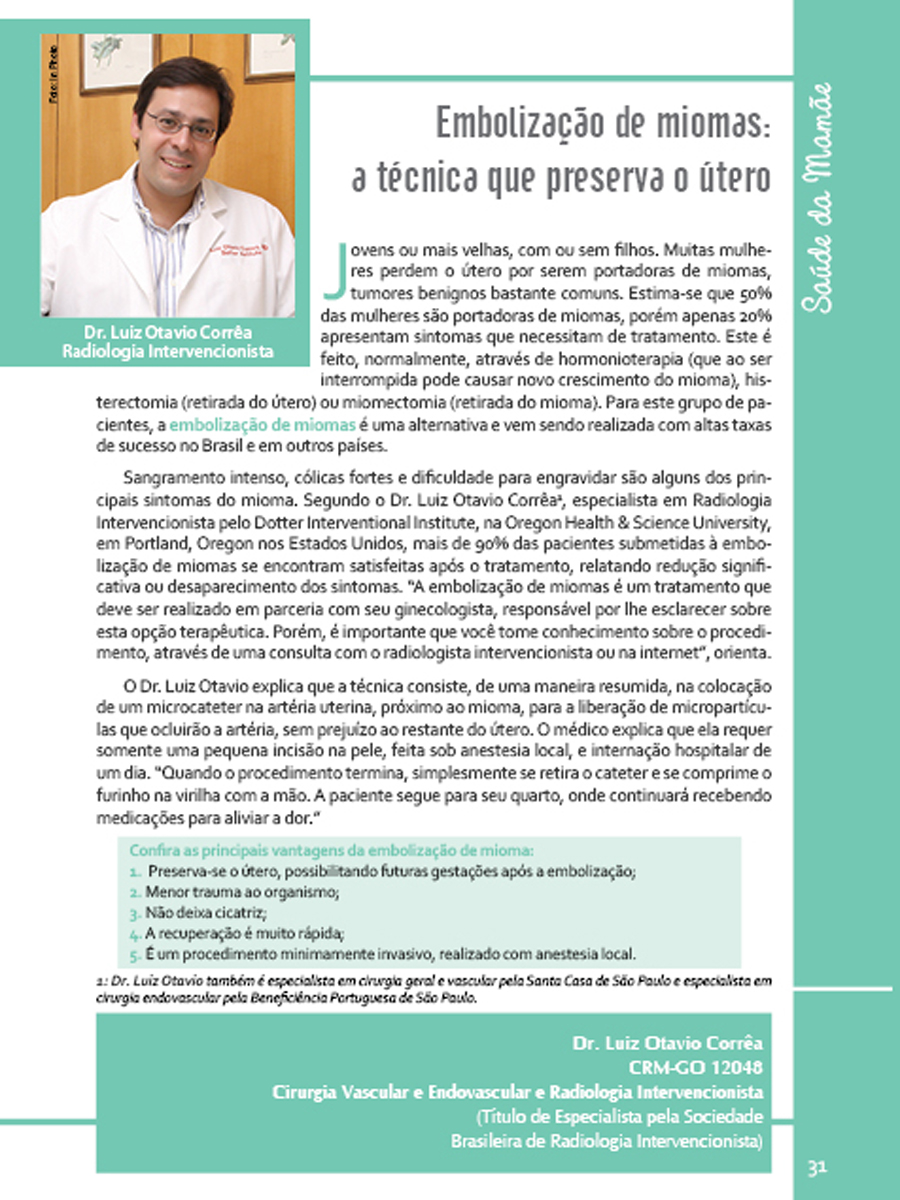 Foto: In Photo
Dr. Luiz Otavio Corrêa
Radiologia Intervencionista
Saúde da Mamãe
Embolização de miomas:
a técnica que preserva o útero
Jovens ou mais velhas, com ou sem filhos. Muitas mulhe-
res perdem o útero por serem portadoras de miomas,
tumores benignos bastante comuns. Estima-se que 50%
das mulheres são portadoras de miomas, porém apenas 20%
apresentam sintomas que necessitam de tratamento. Este é
feito, normalmente, através de hormonioterapia (que ao ser
interrompida pode causar novo crescimento do mioma), his-
terectomia (retirada do útero) ou miomectomia (retirada do mioma). Para este grupo de pa-
cientes, a embolização de miomas é uma alternativa e vem sendo realizada com altas taxas
de sucesso no Brasil e em outros países.
Sangramento intenso, cólicas fortes e dificuldade para engravidar são alguns dos prin-
cipais sintomas do mioma. Segundo o Dr. Luiz Otavio Corrêa¹, especialista em Radiologia
Intervencionista pelo Dotter Interventional Institute, na Oregon Health & Science University,
em Portland, Oregon nos Estados Unidos, mais de 90% das pacientes submetidas à embo-
lização de miomas se encontram satisfeitas após o tratamento, relatando redução signifi-
cativa ou desaparecimento dos sintomas. "A embolização de miomas é um tratamento que
deve ser realizado em parceria com seu ginecologista, responsável por lhe esclarecer sobre
esta opção terapêutica. Porém, é importante que você tome conhecimento sobre o procedi-
mento, através de uma consulta com o radiologista intervencionista ou na internet", orienta.
O Dr. Luiz Otavio explica que a técnica consiste, de uma maneira resumida, na colocação
de um microcateter na artéria uterina, próximo ao mioma, para a liberação de micropartícu-
las que ocluirão a artéria, sem prejuízo ao restante do útero. O médico explica que ela requer
somente uma pequena incisão na pele, feita sob anestesia local, e internação hospitalar de
um dia. "Quando o procedimento termina, simplesmente se retira o cateter e se comprime o
furinho na virilha com a mão. A paciente segue para seu quarto, onde continuará recebendo
medicações para aliviar a dor."
Confira as principais vantagens da embolização de mioma:
1. Preserva-se o útero, possibilitando futuras gestações após a embolização;
2. Menor trauma ao organismo;
3. Não deixa cicatriz;
4. A recuperação é muito rápida;
5. É um procedimento minimamente invasivo, realizado com anestesia local.
1: Dr. Luiz Otavio também é especialista em cirurgia geral e vascular pela Santa Casa de São Paulo e especialista em
cirurgia endovascular pela Beneficiência Portuguesa de São Paulo.
Dr. Luiz Otavio Corrêa
CRM-GO 12048
Cirurgia Vascular e Endovascular e Radiologia Intervencionista
(Título de Especialista pela Sociedade
Brasileira de Radiologia Intervencionista)
31